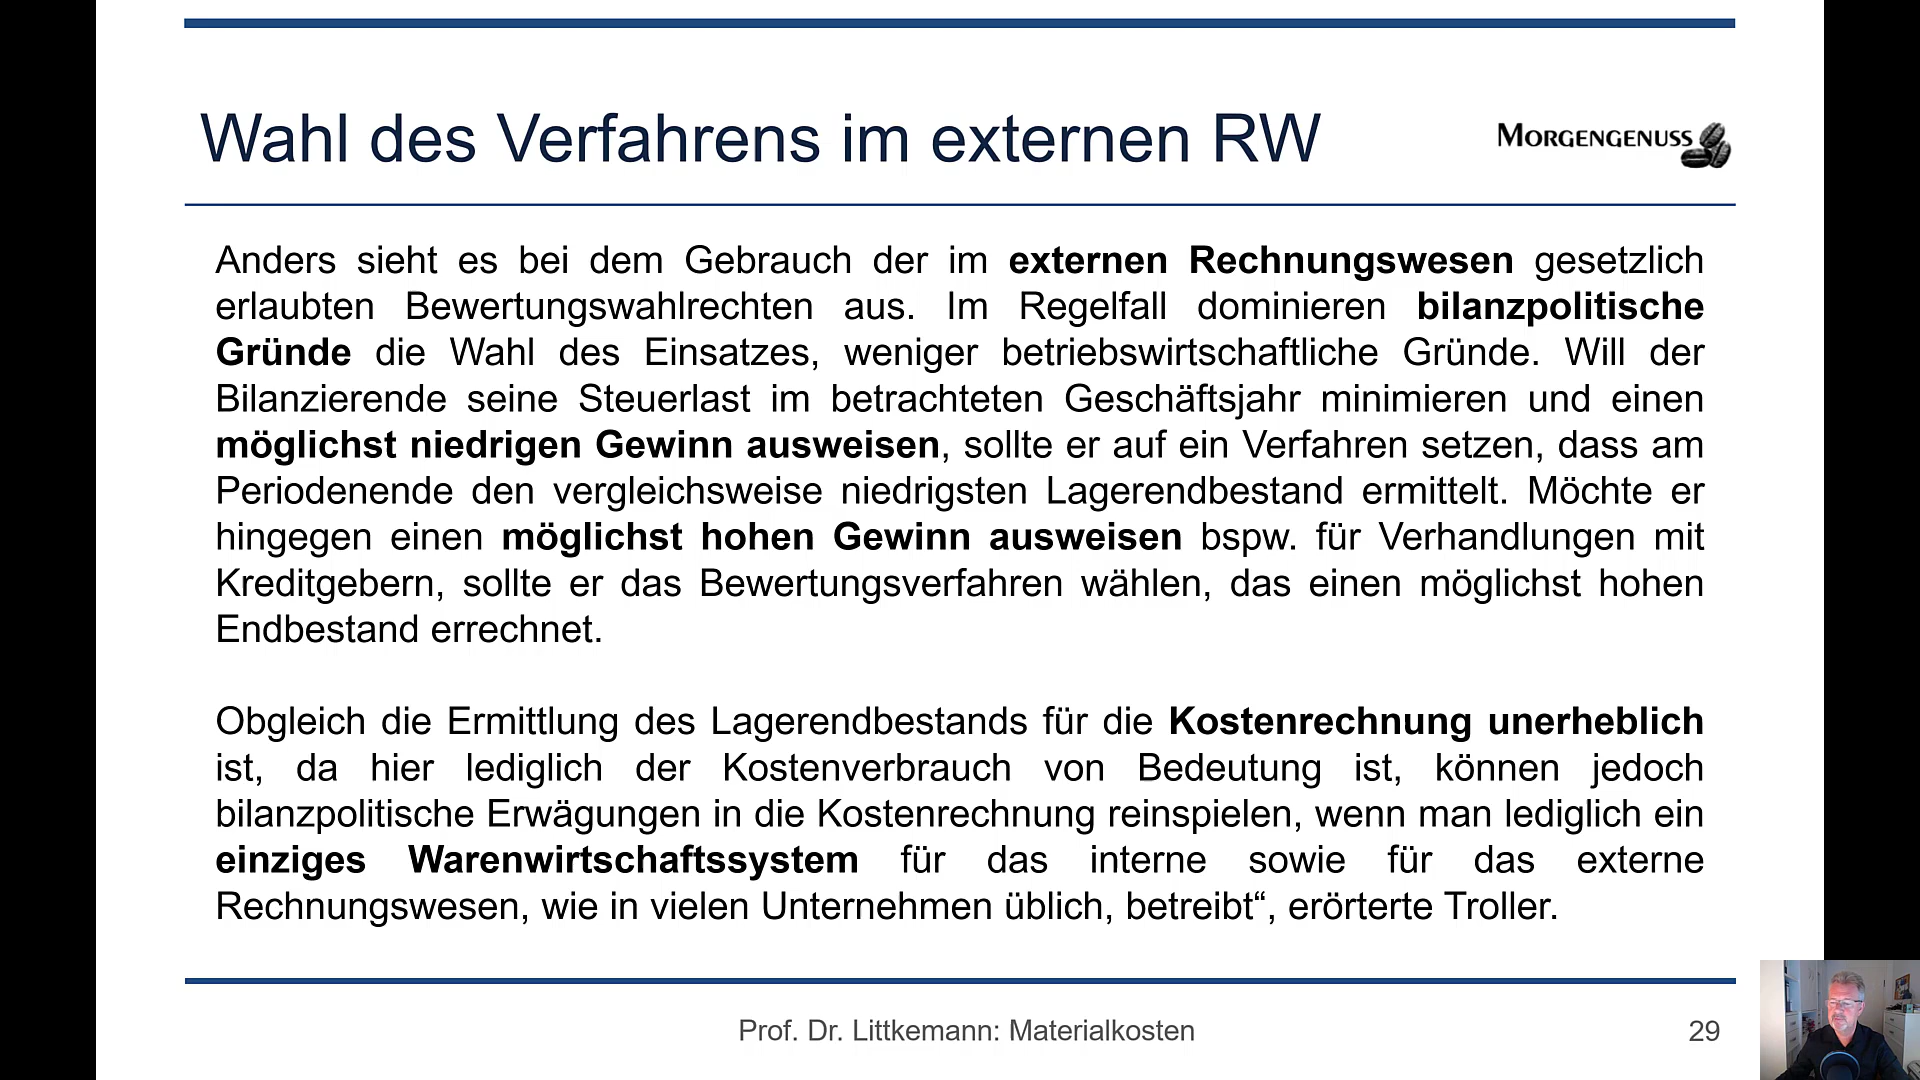 Wahl des Verfahrens im externen RW
MORGENGENUSS
Anders sieht es bei dem Gebrauch der im externen Rechnungswesen gesetzlich
erlaubten Bewertungswahlrechten aus. Im Regelfall dominieren bilanzpolitische
Gründe die Wahl des Einsatzes, weniger betriebswirtschaftliche Gründe. Will der
Bilanzierende seine Steuerlast im betrachteten Geschäftsjahr minimieren und einen
möglichst niedrigen Gewinn ausweisen, sollte er auf ein Verfahren setzen, dass am
Periodenende den vergleichsweise niedrigsten Lagerendbestand ermittelt. Möchte er
hingegen einen möglichst hohen Gewinn ausweisen bspw. für Verhandlungen mit
Kreditgebern, sollte er das Bewertungsverfahren wählen, das einen möglichst hohen
Endbestand errechnet.
Obgleich die Ermittlung des Lagerendbestands für die Kostenrechnung unerheblich
ist, da hier lediglich der Kostenverbrauch von Bedeutung ist, können jedoch
bilanzpolitische Erwägungen in die Kostenrechnung reinspielen, wenn man lediglich ein
einziges Warenwirtschaftssystem für das interne sowie für das externe
Rechnungswesen, wie in vielen Unternehmen üblich, betreibt“, erörterte Troller.
Prof. Dr. Littkemann: Materialkosten
29